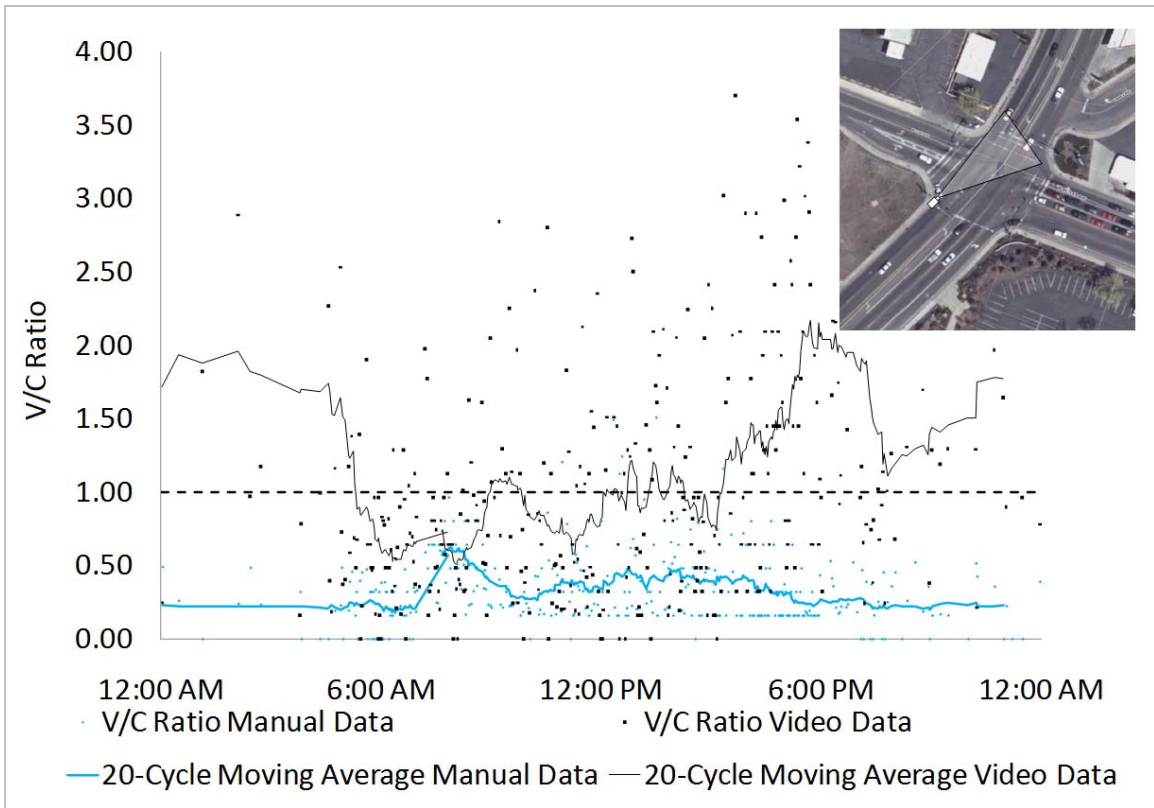 4.00
3.50
3.00
2.50
2.00
1.50
1.00
0.50
0.00
V/C Ratio
12:00 AM 6:00 AM 12:00 PM 6:00 PM 12:00 AM
V/C Ratio Manual Data V/C Ratio Video Data
20-Cycle Moving Average Manual Data 20-Cycle Moving Average Video Data